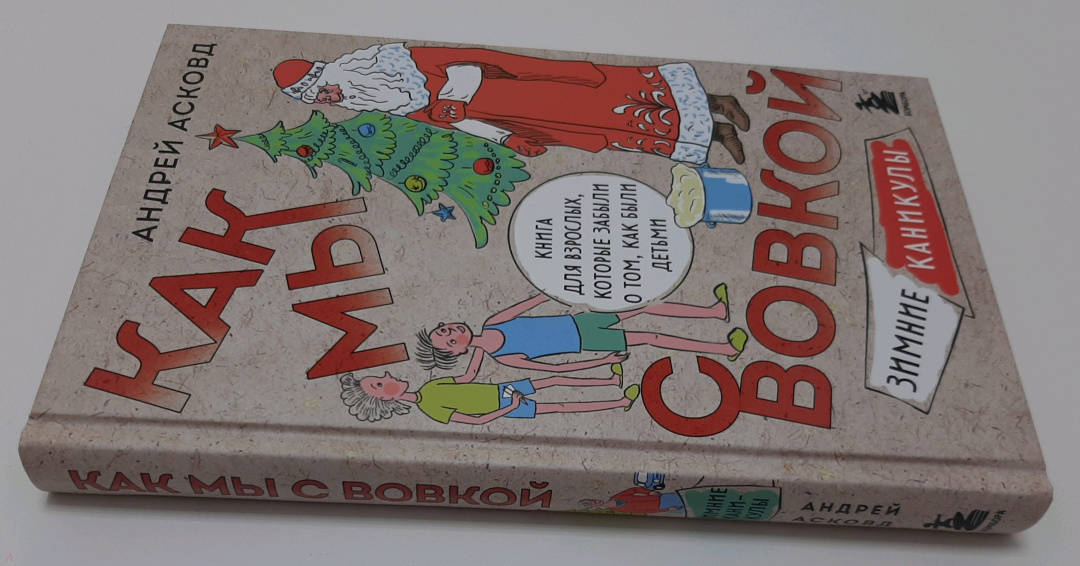 АНДРЕЙ АСКОВД
КАК
МЫ
С
ВОВКОЙ
КНИГА
ДЛЯ ВЗРОСЛЫХ,
КОТОРЫЕ ЗАБЫЛИ
О ТОМ, КАК БЫЛИ
ДЕТЬМИ
ЗИМНИЕ
КАНИКУЛЫ
КАК МЫ С ВОВКОЙ
ЗИМНИЕ
КАНИ-
КУЛЫ
АНДРЕЙ
АСКОВД